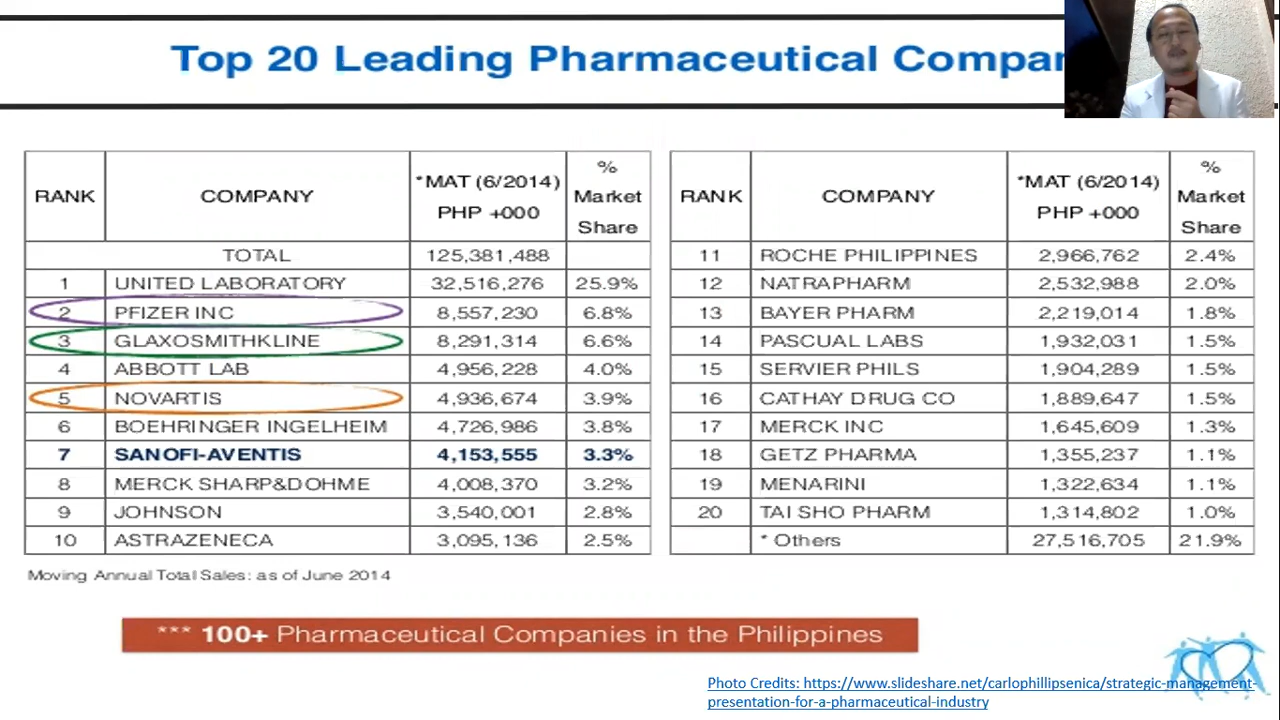 Top 20 Leading Pharmaceutical Compan
RANK COMPANY *MAT (6/2014) PHP +000 % Market Share
TOTAL 125,381,488
1 UNITED LABORATORY 32,516,276 25.9%
2 PFIZER INC 8,557,230 6.8%
3 GLAXOSMITHKLINE 8,291,314 6.6%
4 ABBOTT LAB 4,956,228 4.0%
5 NOVARTIS 4,936,674 3.9%
6 BOEHRINGER INGELHEIM 4,726,986 3.8%
7 SANOFI-AVENTIS 4,153,555 3.3%
8 MERCK SHARP&DOHME 4,008,370 3.2%
9 JOHNSON 3,540,001 2.8%
10 ASTRAZENECA 3,095,136 2.5%
RANK COMPANY *MAT (6/2014) PHP +000 % Market Share
11 ROCHE PHILIPPINES 2,966,762 2.4%
12 NATRAPHARM 2,532,988 2.0%
13 BAYER PHARM 2,219,014 1.8%
14 PASCUAL LABS 1,932,031 1.5%
15 SERVIER PHILS 1,904,289 1.5%
16 CATHAY DRUG CO 1,889,647 1.5%
17 MERCK INC 1,645,609 1.3%
18 GETZ PHARMA 1,355,237 1.1%
19 MENARINI 1,322,634 1.1%
20 TAI SHO PHARM 1,314,802 1.0%
* Others 27,516,705 21.9%
Moving Annual Total Sales: as of June 2014
*** 100+ Pharmaceutical Companies in the Philippines
Photo Credits: https://www.slideshare.net/carlophillipsenica/strategic-management-
presentation-for-a-pharmaceutical-industry